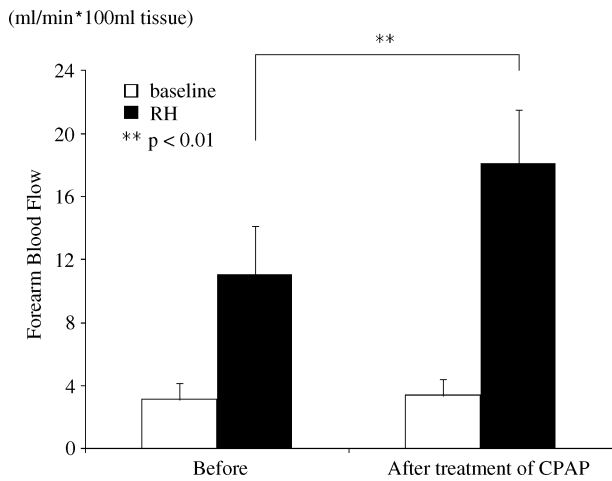 (ml/min*100ml tissue)
**
24
baseline
RH
** p < 0.01
20
16
12
8
4
0
Forearm Blood Flow
Before
After treatment of CPAP